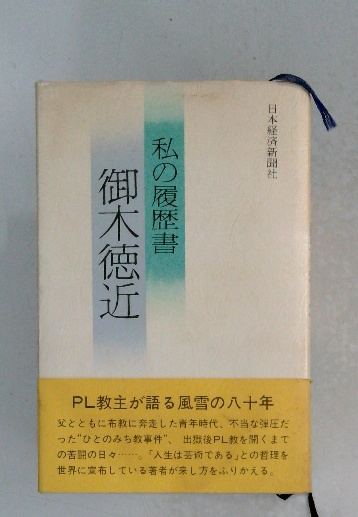 日本経済新聞社
私の履歴書
御木徳近
PL教主が語る風雪の八十年
父とともに布教に奔走した青年時代、不当な弾圧だ
った"ひとのみち教事件"、出獄後PL教を開くまで
の苦闘の日々……。「人生は芸術である」との哲理を
世界に宣布している著者が来し方をふりかえる。